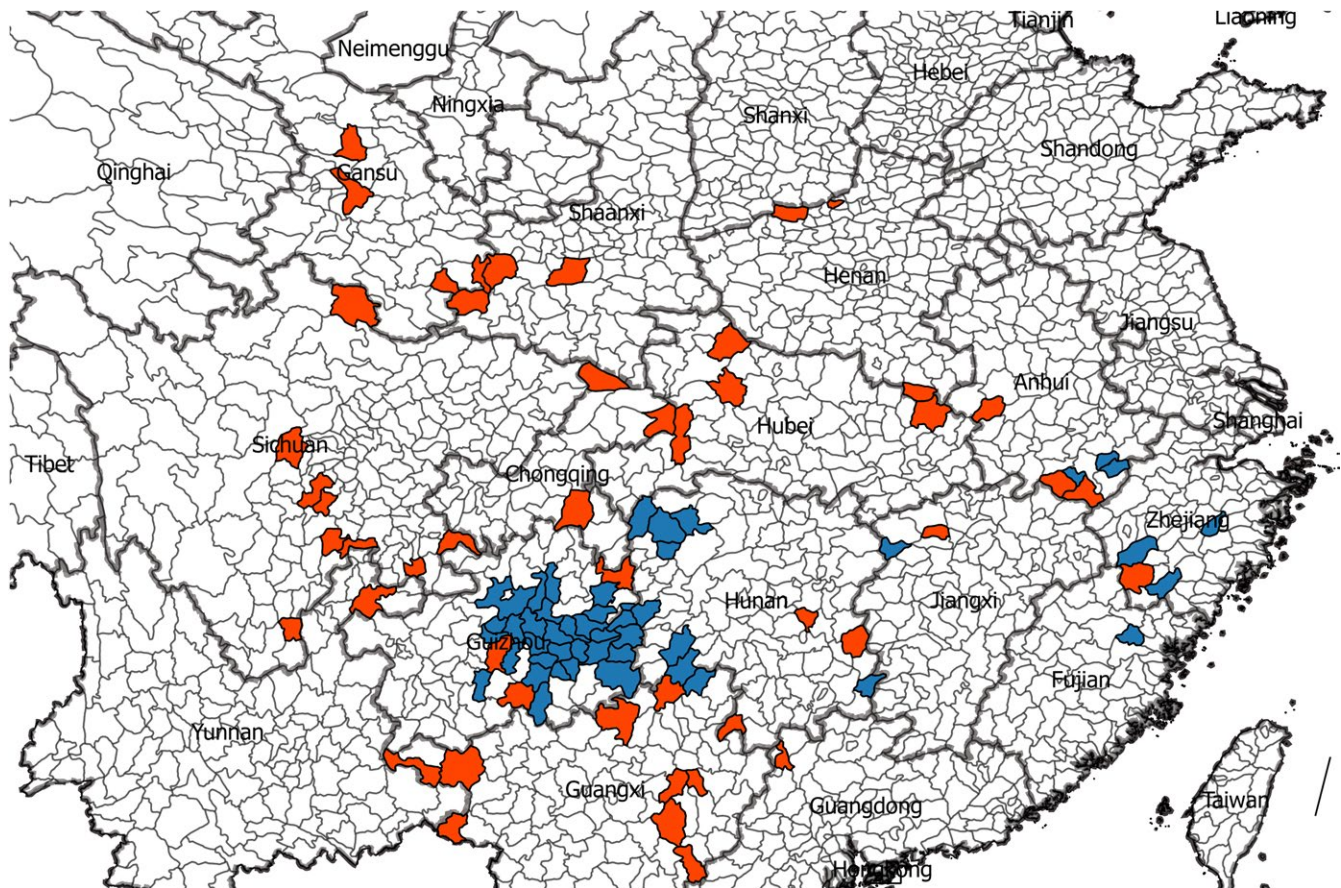 Tianjin
Liaoning
Neimenggu
Hebei
Ningxia
Shanxi
Shandong
Qinghai
Gansu
Shaanxi
Henan
Jiangsu
Anhui
Shanghai
Hubei
Sichuan
Tibet
Chongqing
Zhejiang
Hunan
Jiangxi
Guizhou
Fujian
Yunnan
Guangxi
Guangdong
Taiwan
HongKong